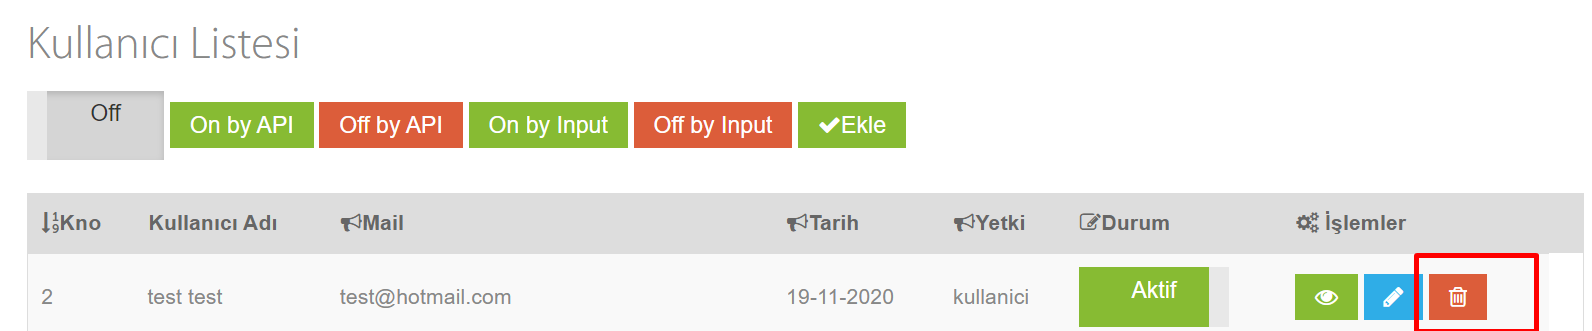 Kullanıcı Listesi
Off On by API Off by API On by Input Off by Input Ekle
Kno Kullanıcı Adı Mail Tarih Yetki Durum İşlemler
2 test test test@hotmail.com 19-11-2020 kullanici Aktif